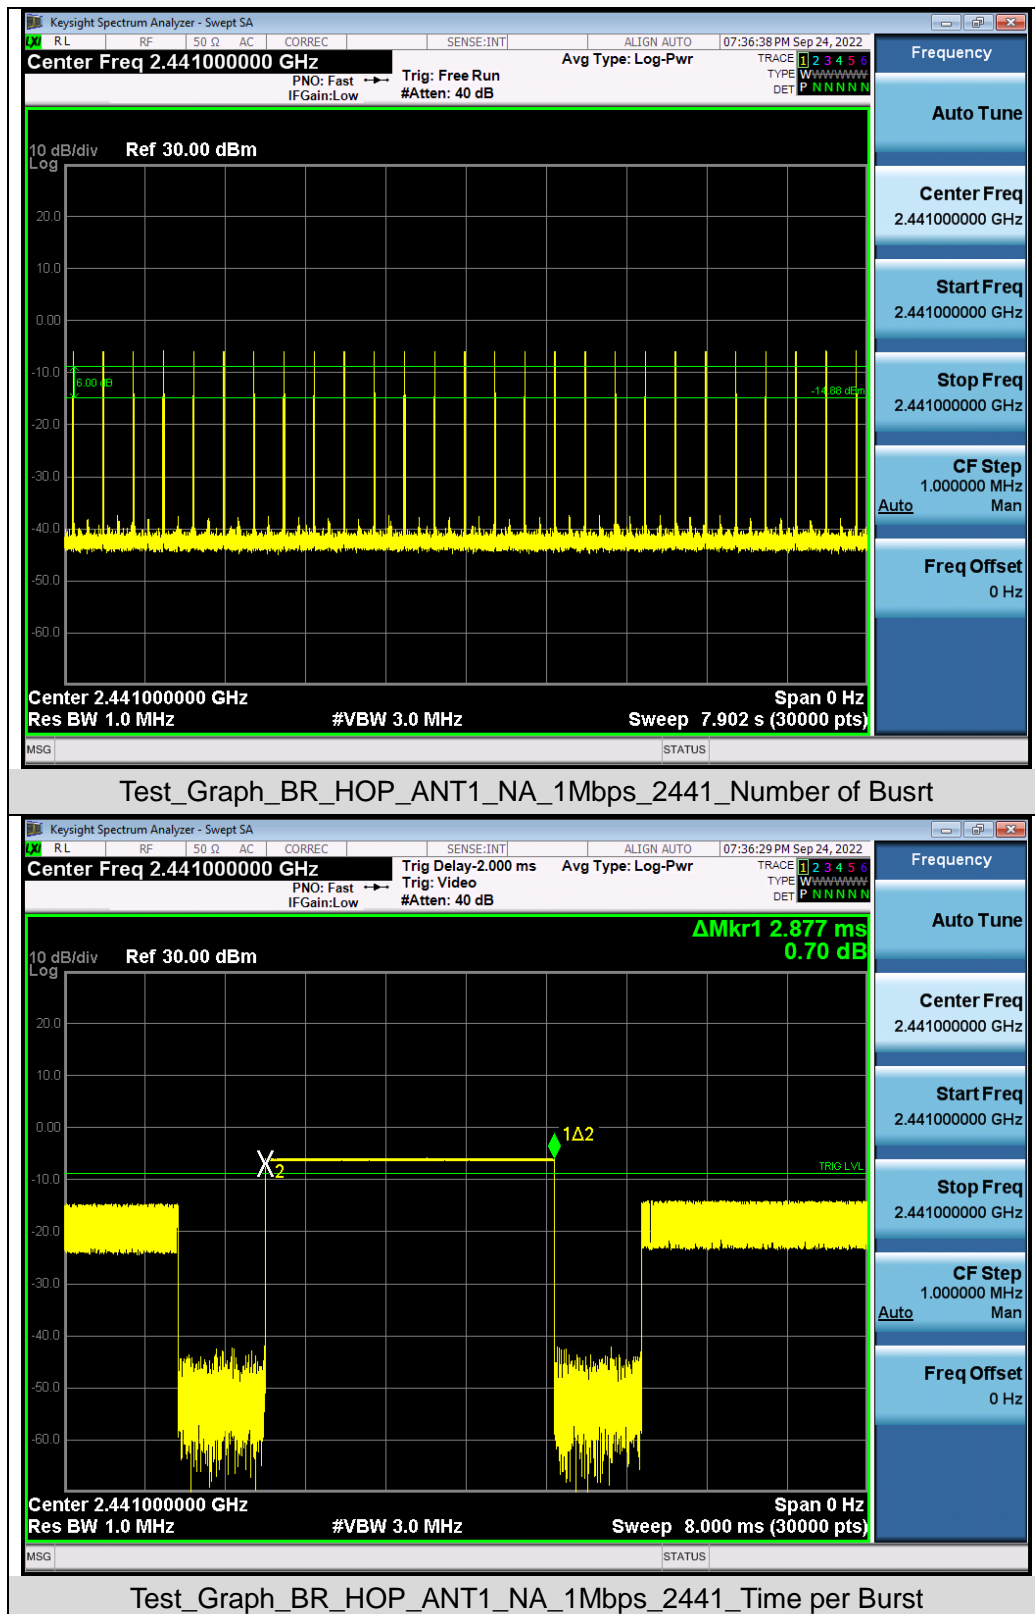 Keysight Spectrum Analyzer - Swept SA
LXI RL RF 50 Ω AC CORREC SENSE:INT ALIGN AUTO 07:36:38 PM Sep 24, 2022
Center Freq 2.441000000 GHz
PNO: Fast
IFGain:Low
Trig: Free Run
#Atten: 40 dB
Avg Type: Log-Pwr
TRACE 1 2 3 4 5 6
TYPE WWWWWW
DET P N N N N N
Frequency
Auto Tune
Center Freq
2.441000000 GHz
Start Freq
2.441000000 GHz
Stop Freq
2.441000000 GHz
CF Step
1.000000 MHz
Auto Man
Freq Offset
0 Hz
10 dB/div Ref 30.00 dBm
Log
20.0
10.0
0.00
-10.0
6.00 dB
-14.88 dBm
-20.0
-30.0
-40.0
-50.0
-60.0
Center 2.441000000 GHz Span 0 Hz
Res BW 1.0 MHz #VBW 3.0 MHz Sweep 7.902 s (30000 pts)
MSG STATUS
Test_Graph_BR_HOP_ANT1_NA_1Mbps_2441_Number of Busrt
Keysight Spectrum Analyzer - Swept SA
LXI RL RF 50 Ω AC CORREC SENSE:INT ALIGN AUTO 07:36:29 PM Sep 24, 2022
Center Freq 2.441000000 GHz
PNO: Fast
IFGain:Low
Trig Delay-2.000 ms
Trig: Video
#Atten: 40 dB
Avg Type: Log-Pwr
TRACE 1 2 3 4 5 6
TYPE WWWWWW
DET P N N N N N
Frequency
Auto Tune
Center Freq
2.441000000 GHz
Start Freq
2.441000000 GHz
Stop Freq
2.441000000 GHz
CF Step
1.000000 MHz
Auto Man
Freq Offset
0 Hz
ΔMkr1 2.877 ms
0.70 dB
10 dB/div Ref 30.00 dBm
Log
20.0
10.0
0.00
1Δ2
X2
TRIG LVL
-10.0
-20.0
-30.0
-40.0
-50.0
-60.0
Center 2.441000000 GHz Span 0 Hz
Res BW 1.0 MHz #VBW 3.0 MHz Sweep 8.000 ms (30000 pts)
MSG STATUS
Test_Graph_BR_HOP_ANT1_NA_1Mbps_2441_Time per Burst